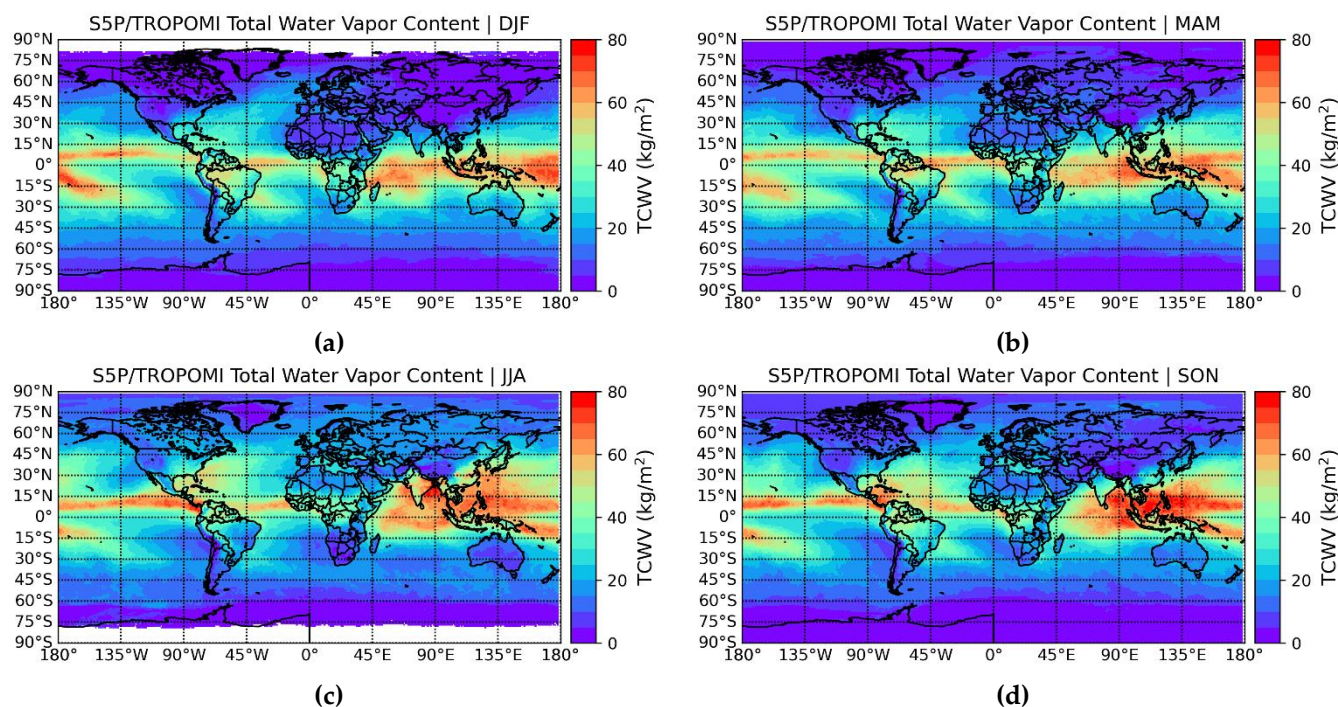 S5P/TROPOMI Total Water Vapor Content | DJF
90°N
75°N
60°N
45°N
30°N
15°N
0°
15°S
30°S
45°S
60°S
75°S
90°S
180° 135°W 90°W 45°W 0° 45°E 90°E 135°E 180°
80
60
40
20
0
TCWV (kg/m²)
(a)
S5P/TROPOMI Total Water Vapor Content | MAM
90°N
75°N
60°N
45°N
30°N
15°N
0°
15°S
30°S
45°S
60°S
75°S
90°S
180° 135°W 90°W 45°W 0° 45°E 90°E 135°E 180°
80
60
40
20
0
TCWV (kg/m²)
(b)
S5P/TROPOMI Total Water Vapor Content | JJA
90°N
75°N
60°N
45°N
30°N
15°N
0°
15°S
30°S
45°S
60°S
75°S
90°S
180° 135°W 90°W 45°W 0° 45°E 90°E 135°E 180°
80
60
40
20
0
TCWV (kg/m²)
(c)
S5P/TROPOMI Total Water Vapor Content | SON
90°N
75°N
60°N
45°N
30°N
15°N
0°
15°S
30°S
45°S
60°S
75°S
90°S
180° 135°W 90°W 45°W 0° 45°E 90°E 135°E 180°
80
60
40
20
0
TCWV (kg/m²)
(d)